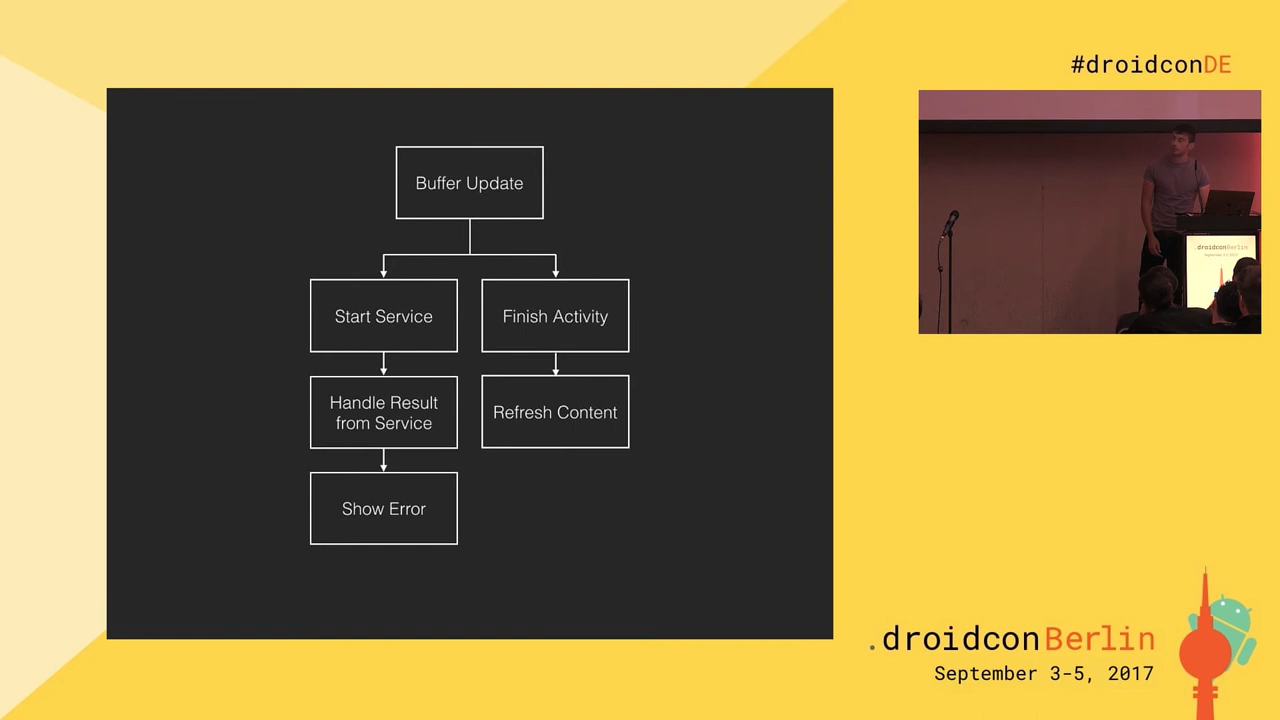 #droidconDE
Buffer Update
Start Service
Finish Activity
Handle Result
from Service
Refresh Content
Show Error
.droidconBerlin
September 3-5, 2017
.droidconBerlin